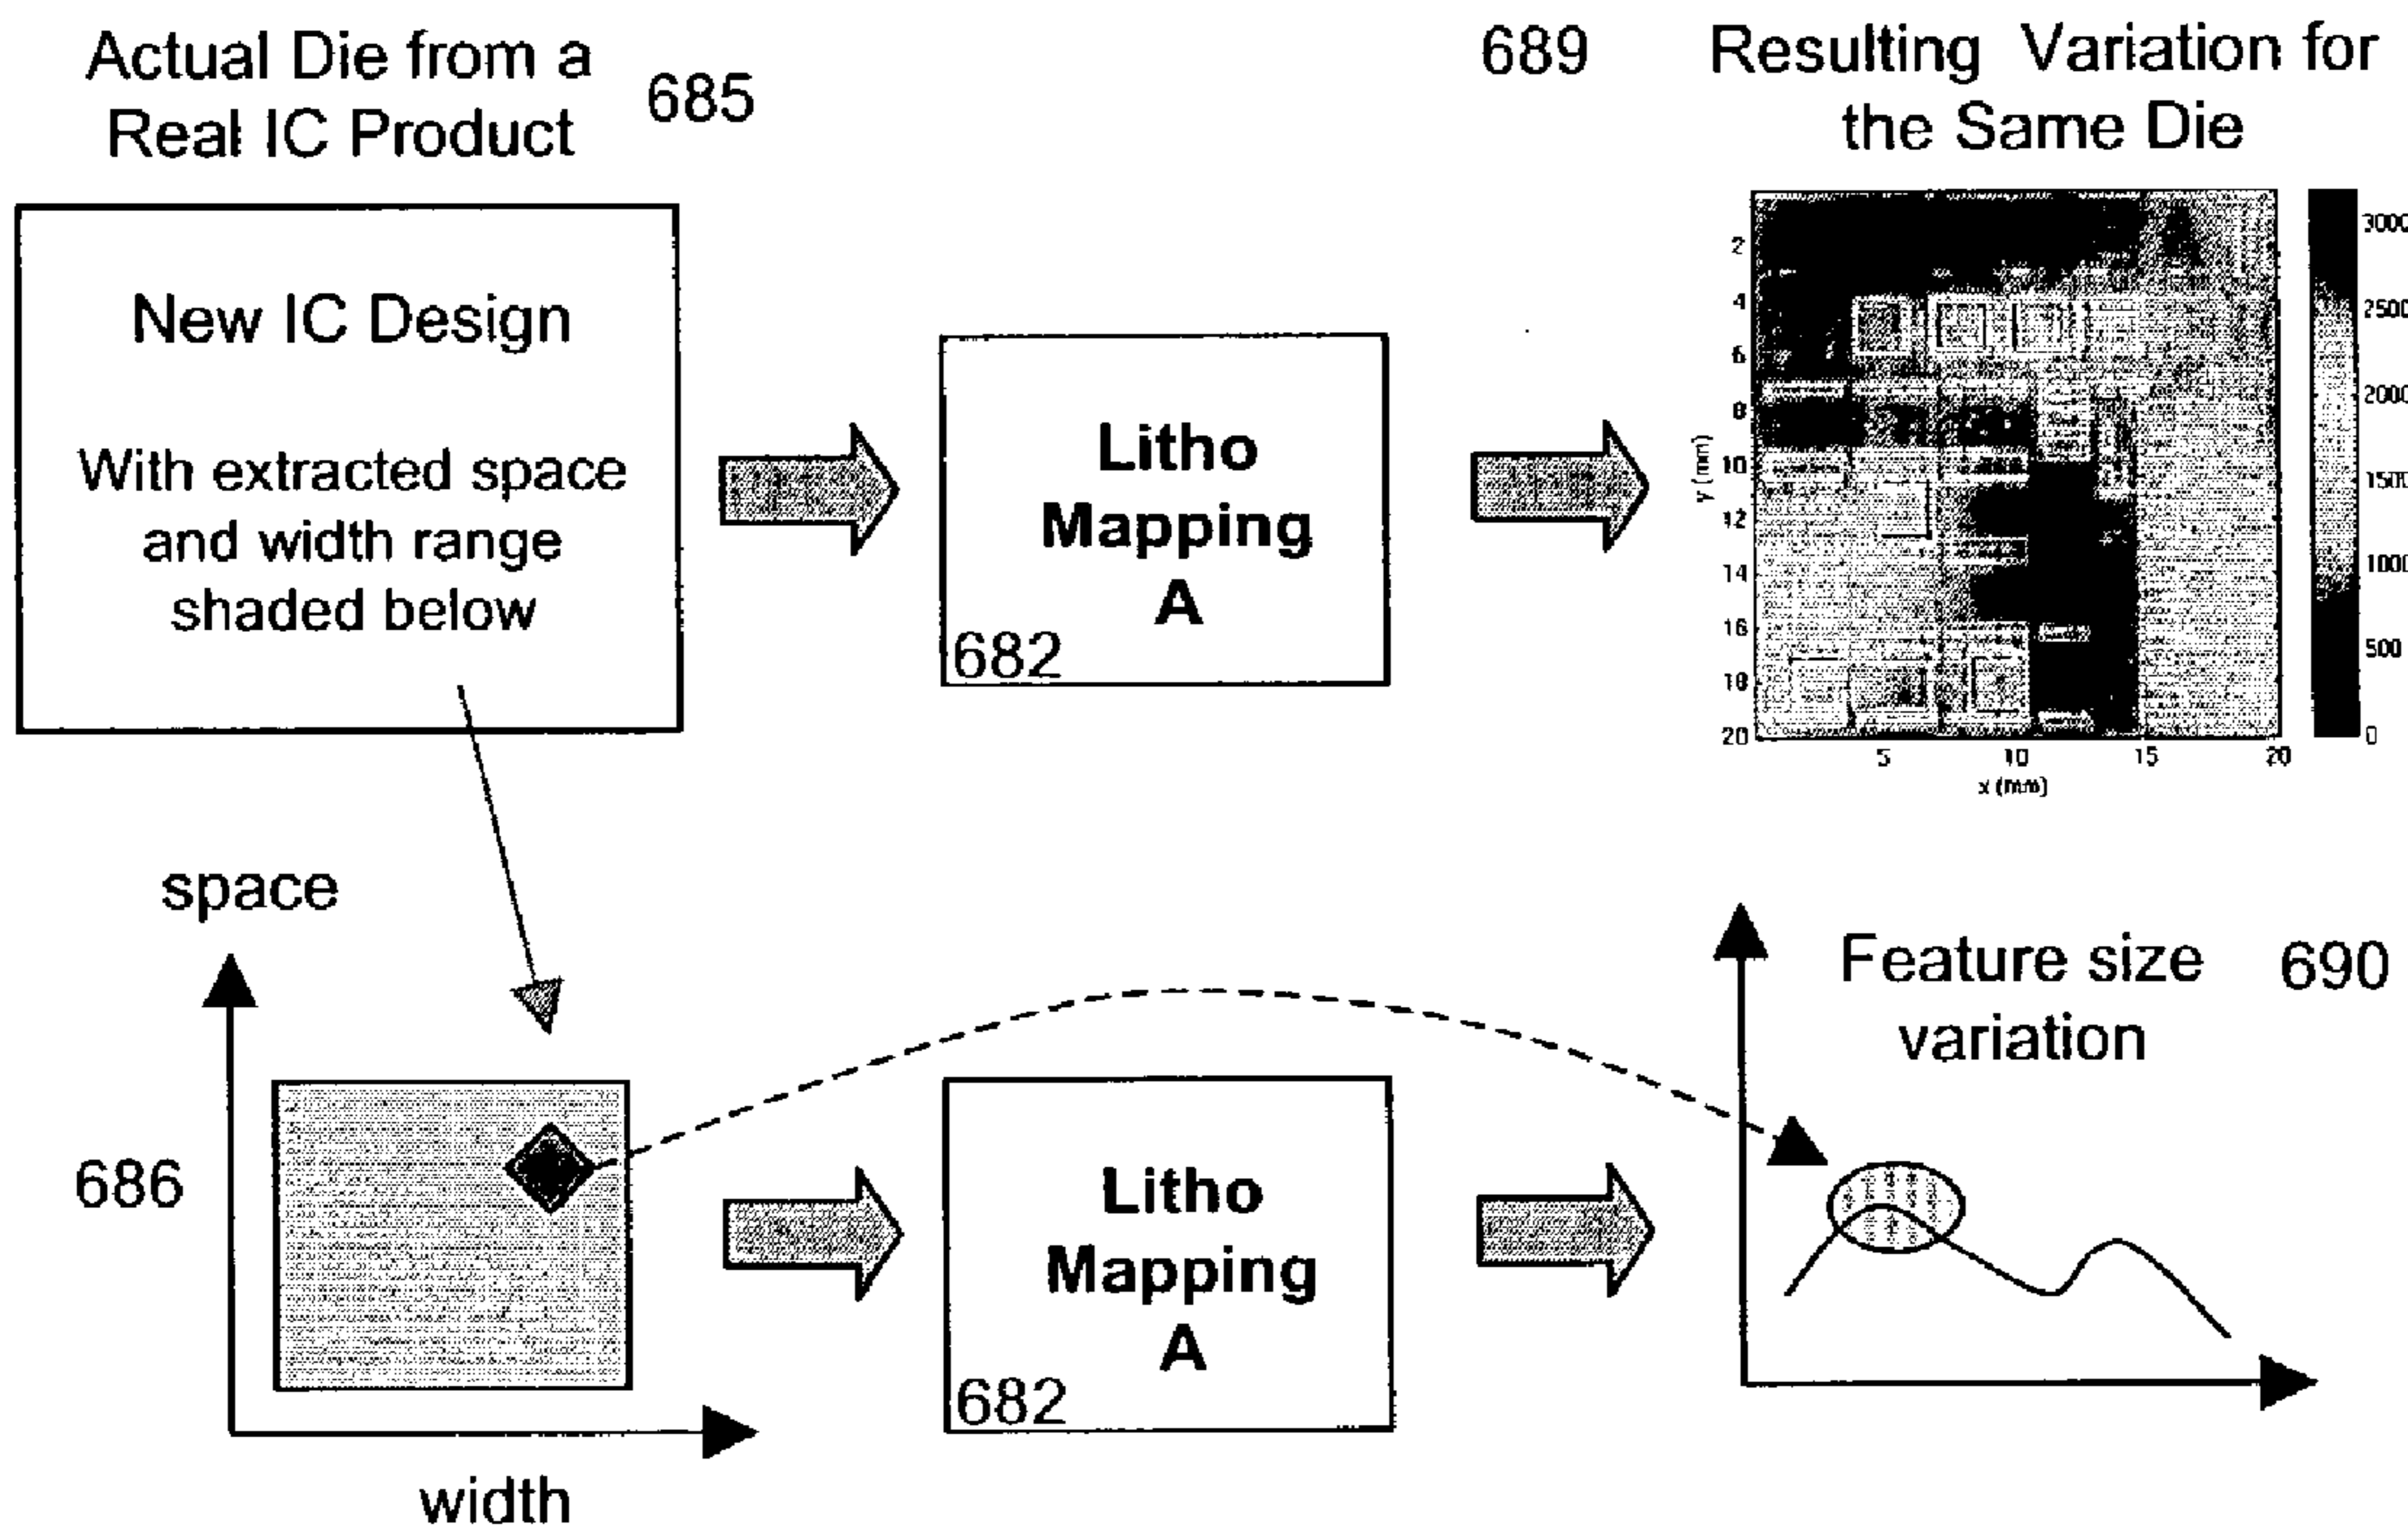 Actual Die from a
Real IC Product
685
689
Resulting Variation for
the Same Die
New IC Design
With extracted space
and width range
shaded below
Litho
Mapping
A
682
y (mm)
2
4
6
8
10
12
14
16
18
20
5
10
15
20
x (mm)
3000
2500
2000
1500
1000
500
0
space
686
width
Litho
Mapping
A
682
Feature size
variation
690